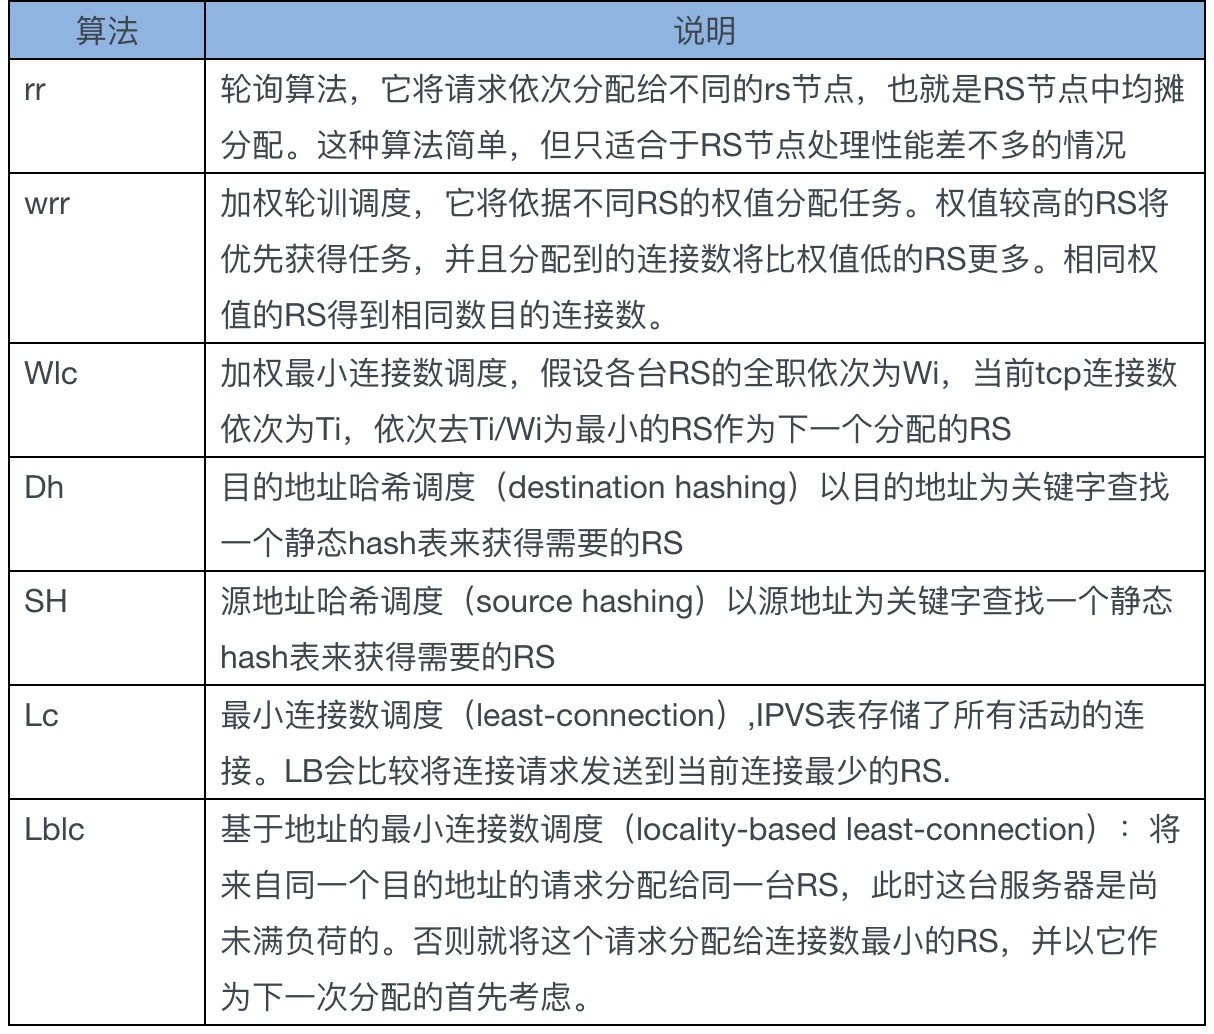 算法 说明
rr 轮询算法，它将请求依次分配给不同的rs节点，也就是RS节点中均摊
分配。这种算法简单，但只适合于RS节点处理性能差不多的情况
wrr 加权轮训调度，它将依据不同RS的权值分配任务。权值较高的RS将
优先获得任务，并且分配到的连接数将比权值低的RS更多。相同权
值的RS得到相同数目的连接数。
Wlc 加权最小连接数调度，假设各台RS的全职依次为Wi，当前tcp连接数
依次为Ti，依次去Ti/Wi为最小的RS作为下一个分配的RS
Dh 目的地址哈希调度（destination hashing）以目的地址为关键字查找
一个静态hash表来获得需要的RS
SH 源地址哈希调度（source hashing）以源地址为关键字查找一个静态
hash表来获得需要的RS
Lc 最小连接数调度（least-connection）,IPVS表存储了所有活动的连
接。LB会比较将连接请求发送到当前连接最少的RS.
Lblc 基于地址的最小连接数调度（locality-based least-connection）：将
来自同一个目的地址的请求分配给同一台RS，此时这台服务器是尚
未满负荷的。否则就将这个请求分配给连接数最小的RS，并以它作
为下一次分配的首先考虑。